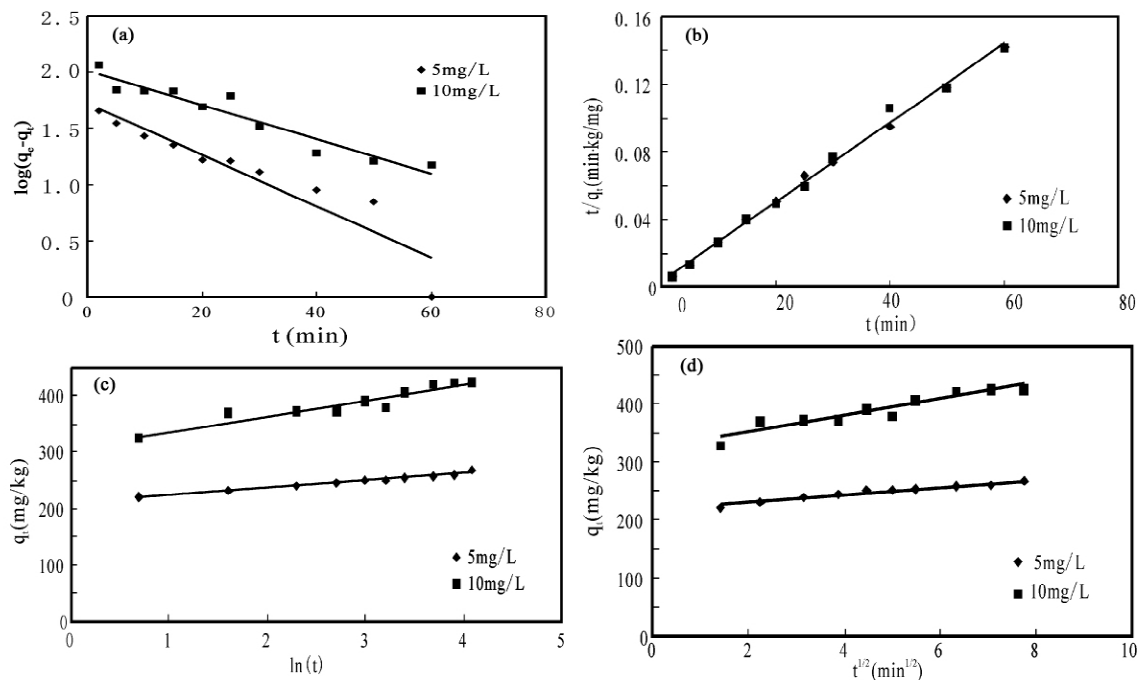 (a)
2.5
2.0
1.5
1.0
0.5
0
log(qe-qt)
5mg/L
10mg/L
0 20 40 60 80
t(min)
(b)
0.16
0.12
0.08
0.04
0
t/qt(min·kg/mg)
5mg/L
10mg/L
0 20 40 60 80
t(min)
(c)
400
300
200
100
0
qt(mg/kg)
5mg/L
10mg/L
0 1 2 3 4 5
ln(t)
(d)
500
400
300
200
100
0
qt(mg/kg)
5mg/L
10mg/L
0 2 4 6 8 10
t1/2(min1/2)